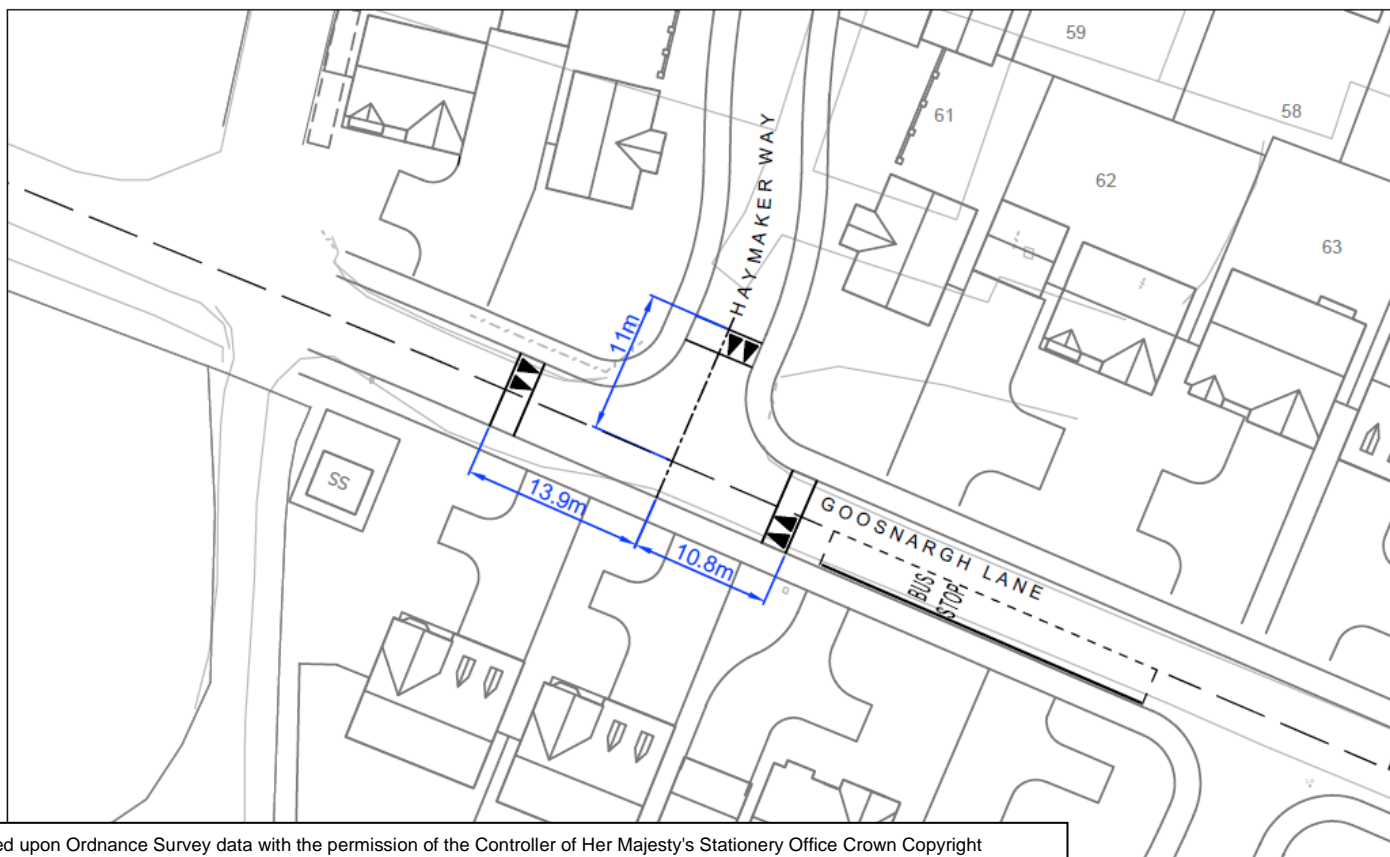 59
58
61
62
63
HAYMAKER WAY
11m
SS
13.9m
10.8m
GOOSNARGH LANE
BUS
STOP
ed upon Ordnance Survey data with the permission of the Controller of Her Majesty's Stationery Office Crown Copyright